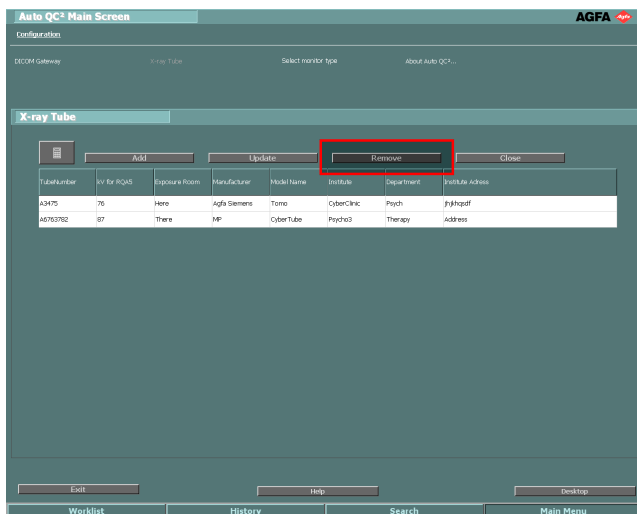 Auto QC² Main Screen
AGFA Agfa
Configuration
DICOM Gateway X-ray Tube Select monitor type About Auto QC²...
X-ray Tube
Add Update Remove Close
TubeNumber kV for RQA5 Exposure Room Manufacturer Model Name Institute Department Institute Adress
A3475 76 Here Agfa Siemens Tomo CyberClinic Psych jhjkhqsdf
A6763782 87 There MP CyberTube Psycho3 Therapy Address
Exit Help Desktop
Worklist History Search Main Menu